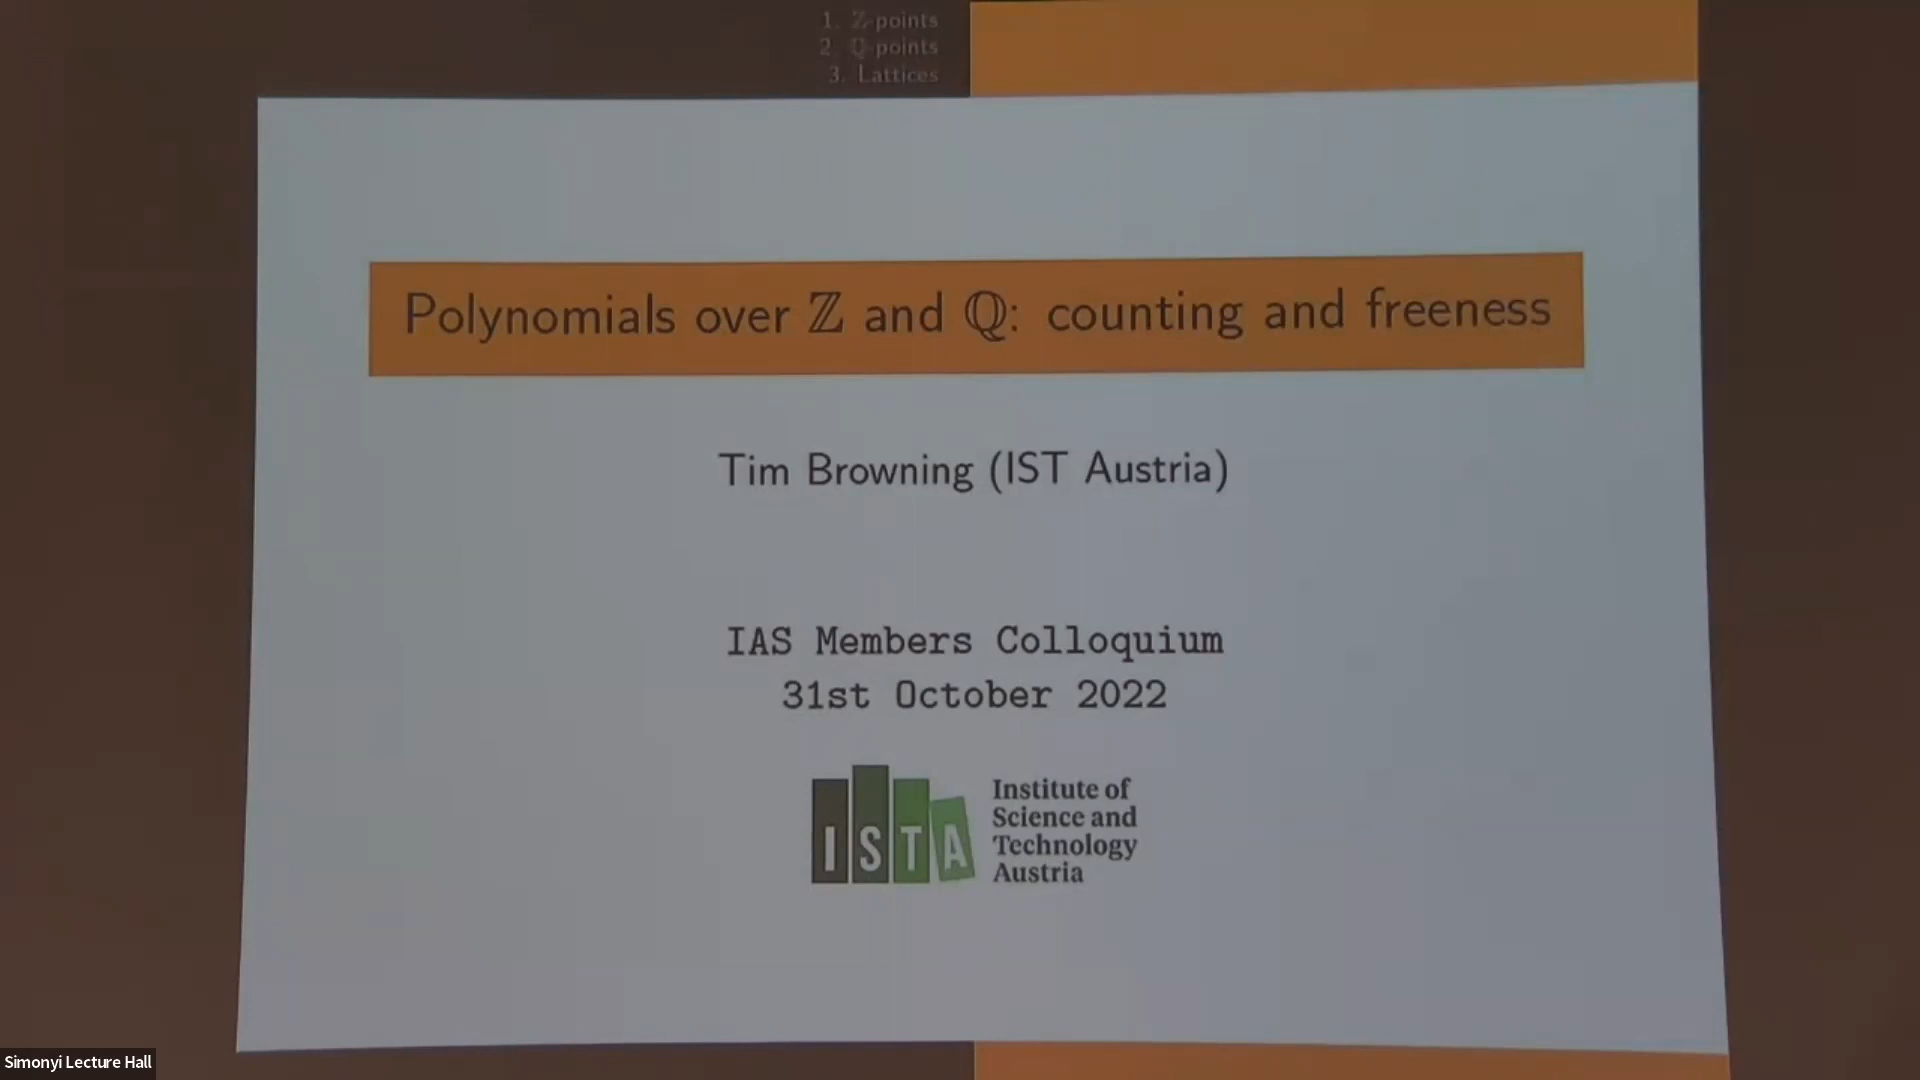 1. ℤ-points
2. ℚ-points
3. Lattices
Polynomials over ℤ and ℚ: counting and freeness
Tim Browning (IST Austria)
IAS Members Colloquium
31st October 2022
ISTA
Institute of
Science and
Technology
Austria
Simonyi Lecture Hall